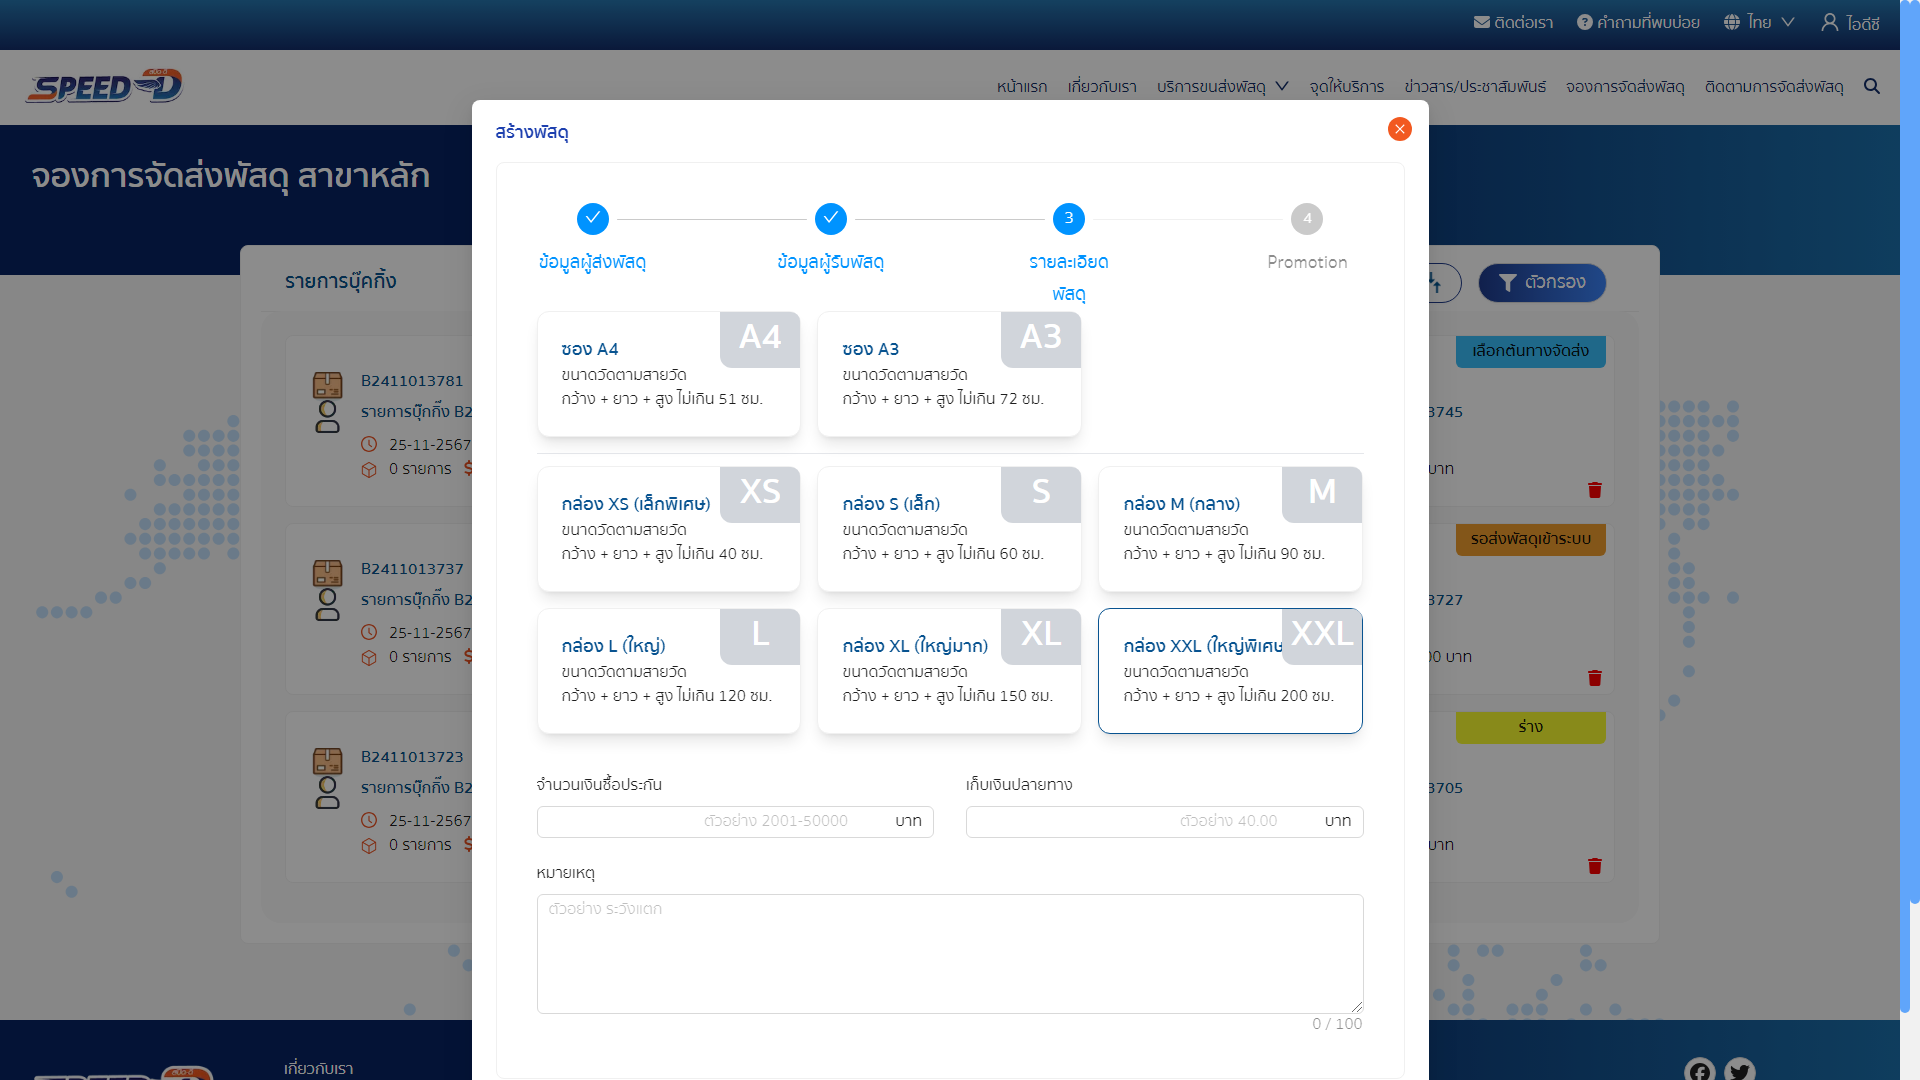 ติดต่อเรา
คำถามที่พบบ่อย
ไทย
ไอดีซี
SPEED-D
สปีด-ดี
หน้าแรก
เกี่ยวกับเรา
บริการขนส่งพัสดุ
จุดให้บริการ
ข่าวสาร/ประชาสัมพันธ์
จองการจัดส่งพัสดุ
ติดตามการจัดส่งพัสดุ
สร้างพัสดุ
จองการจัดส่งพัสดุ สาขาหลัก
3
4
ข้อมูลผู้ส่งพัสดุ
ข้อมูลผู้รับพัสดุ
รายละเอียด
พัสดุ
Promotion
รายการบุ๊คกิ้ง
ตัวกรอง
A4
ซอง A4
ขนาดวัดตามสายวัด
กว้าง + ยาว + สูง ไม่เกิน 51 ซม.
A3
ซอง A3
ขนาดวัดตามสายวัด
กว้าง + ยาว + สูง ไม่เกิน 72 ซม.
XS
กล่อง XS (เล็กพิเศษ)
ขนาดวัดตามสายวัด
กว้าง + ยาว + สูง ไม่เกิน 40 ซม.
S
กล่อง S (เล็ก)
ขนาดวัดตามสายวัด
กว้าง + ยาว + สูง ไม่เกิน 60 ซม.
M
กล่อง M (กลาง)
ขนาดวัดตามสายวัด
กว้าง + ยาว + สูง ไม่เกิน 90 ซม.
L
กล่อง L (ใหญ่)
ขนาดวัดตามสายวัด
กว้าง + ยาว + สูง ไม่เกิน 120 ซม.
XL
กล่อง XL (ใหญ่มาก)
ขนาดวัดตามสายวัด
กว้าง + ยาว + สูง ไม่เกิน 150 ซม.
XXL
กล่อง XXL (ใหญ่พิเศษ
ขนาดวัดตามสายวัด
กว้าง + ยาว + สูง ไม่เกิน 200 ซม.
จำนวนเงินซื้อประกัน
ตัวอย่าง 2001-50000
บาท
เก็บเงินปลายทาง
ตัวอย่าง 40.00
บาท
หมายเหตุ
ตัวอย่าง ระวังแตก
0 / 100
B2411013781
รายการบุ๊กกิ๊ง B2
25-11-2567
0 รายการ
B2411013737
รายการบุ๊กกิ๊ง B2
25-11-2567
0 รายการ
B2411013723
รายการบุ๊กกิ๊ง B2
25-11-2567
0 รายการ
เลือกต้นทางจัดส่ง
3745
บาท
รอส่งพัสดุเข้าระบบ
3727
00 บาท
ร่าง
3705
บาท
เกี่ยวกับเรา